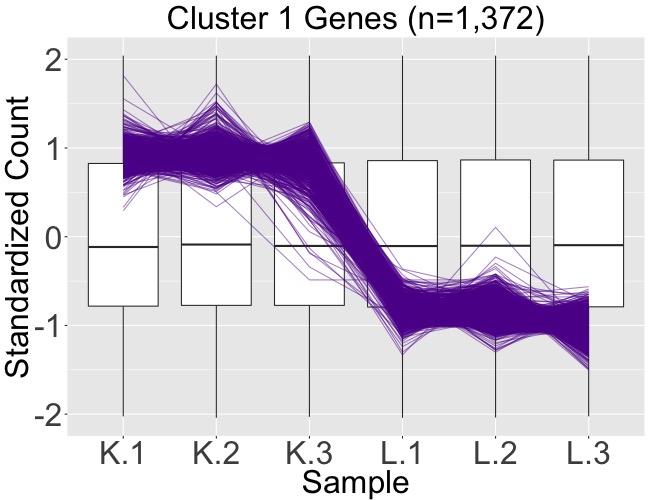 Cluster 1 Genes (n=1,372)
Standardized Count
2
1
0
-1
-2
K.1 K.2 K.3 L.1 L.2 L.3
Sample